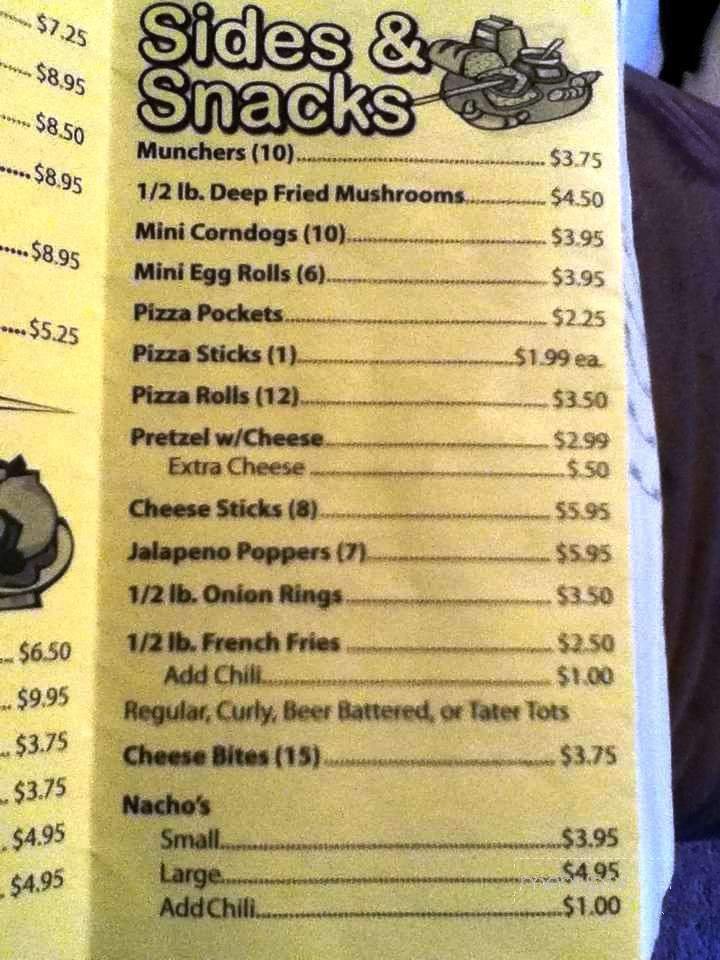 $7.25
$8.95
$8.50
$8.95
$8.95
$5.25
$6.50
$9.95
$3.75
$3.75
$4.95
$4.95
Sides &
Snacks
Munchers (10) $3.75
1/2 lb. Deep Fried Mushrooms $4.50
Mini Corndogs (10) $3.95
Mini Egg Rolls (6) $3.95
Pizza Pockets $2.25
Pizza Sticks (1) $1.99 ea.
Pizza Rolls (12) $3.50
Pretzel w/Cheese $2.99
Extra Cheese $.50
Cheese Sticks (8) $5.95
Jalapeno Poppers (7) $5.95
1/2 lb. Onion Rings $3.50
1/2 lb. French Fries $2.50
Add Chili $1.00
Regular, Curly, Beer Battered, or Tater Tots
Cheese Bites (15) $3.75
Nacho's
Small $3.95
Large $4.95
Add Chili $1.00